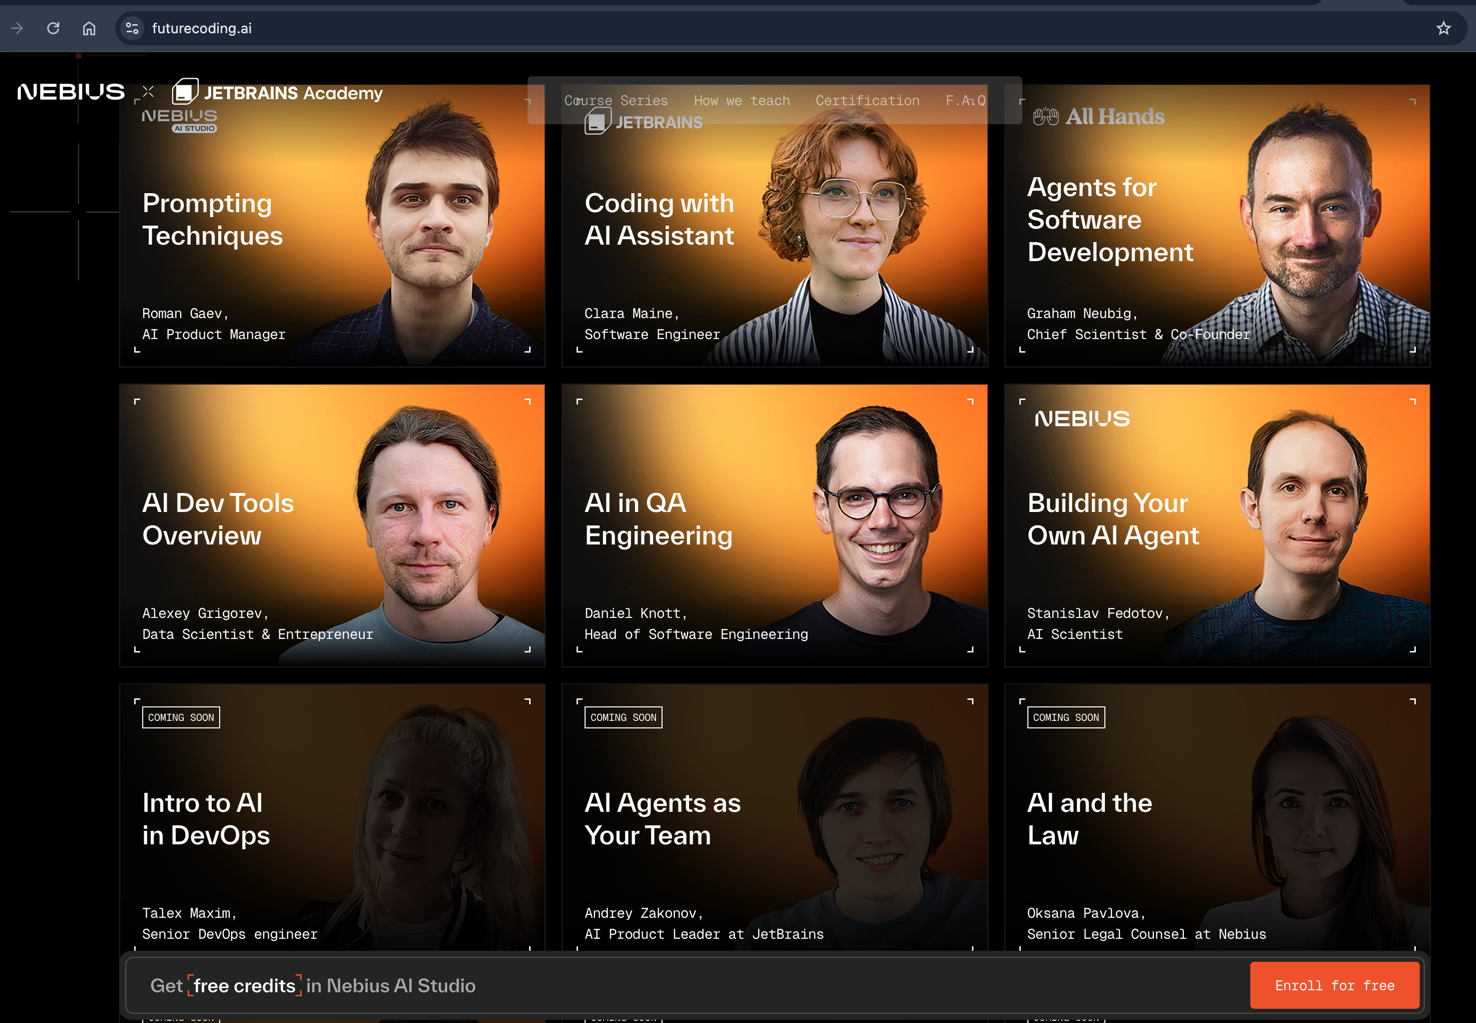 futurecoding.ai
NEBIUS
JETBRAINS Academy
Course Series
How we teach
Certification
F.A.Q
NEBIUS
AI STUDIO
Prompting
Techniques
Roman Gaev,
AI Product Manager
JETBRAINS
Coding with
AI Assistant
Clara Maine,
Software Engineer
All Hands
Agents for
Software
Development
Graham Neubig,
Chief Scientist & Co-Founder
AI Dev Tools
Overview
Alexey Grigorev,
Data Scientist & Entrepreneur
AI in QA
Engineering
Daniel Knott,
Head of Software Engineering
NEBIUS
Building Your
Own AI Agent
Stanislav Fedotov,
AI Scientist
COMING SOON
Intro to AI
in DevOps
Talex Maxim,
Senior DevOps engineer
COMING SOON
AI Agents as
Your Team
Andrey Zakonov,
AI Product Leader at JetBrains
COMING SOON
AI and the
Law
Oksana Pavlova,
Senior Legal Counsel at Nebius
Get free credits in Nebius AI Studio
Enroll for free